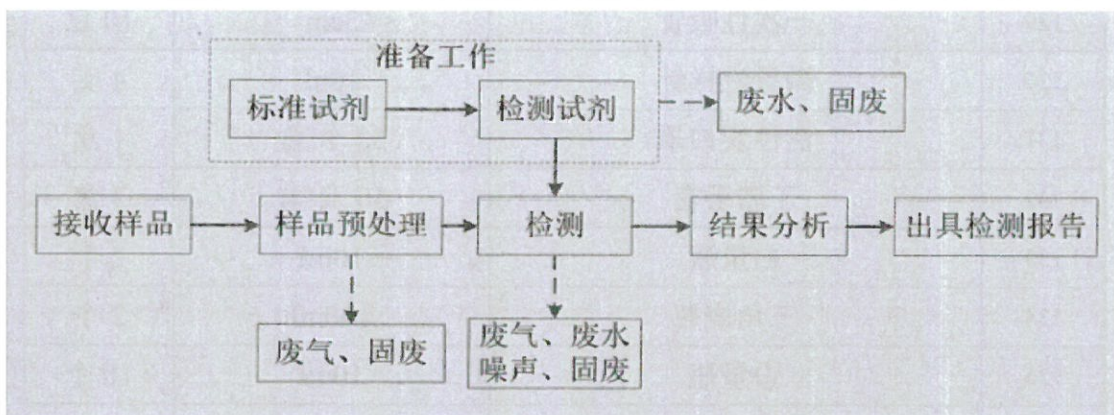 准备工作
标准试剂
检测试剂
废水、固废
接收样品
样品预处理
检测
结果分析
出具检测报告
废气、固废
废气、废水
噪声、固废